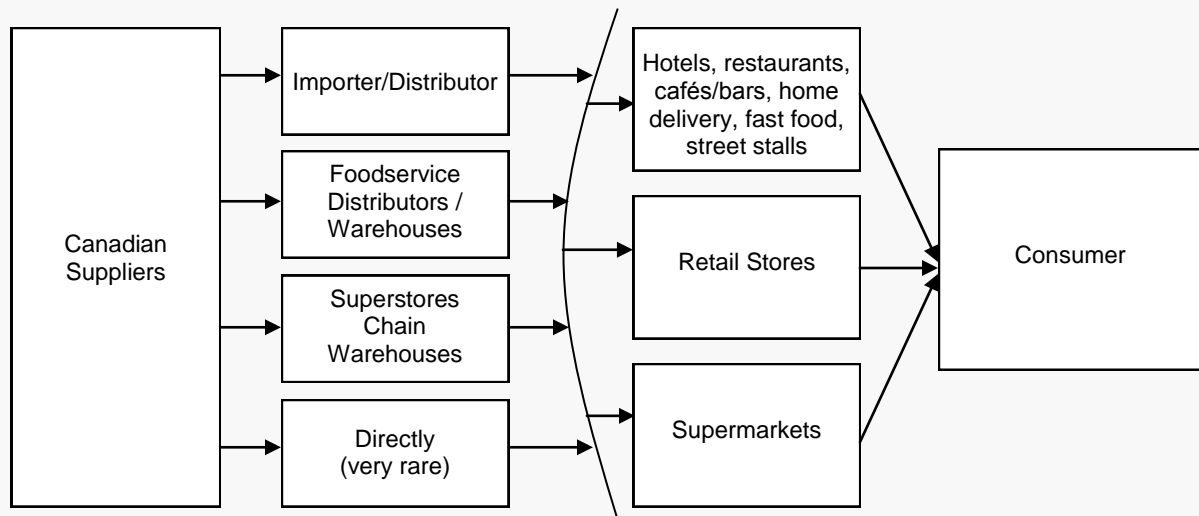 Canadian
Suppliers
Importer/Distributor
Foodservice
Distributors /
Warehouses
Superstores
Chain
Warehouses
Directly
(very rare)
Hotels, restaurants,
cafés/bars, home
delivery, fast food,
street stalls
Retail Stores
Supermarkets
Consumer